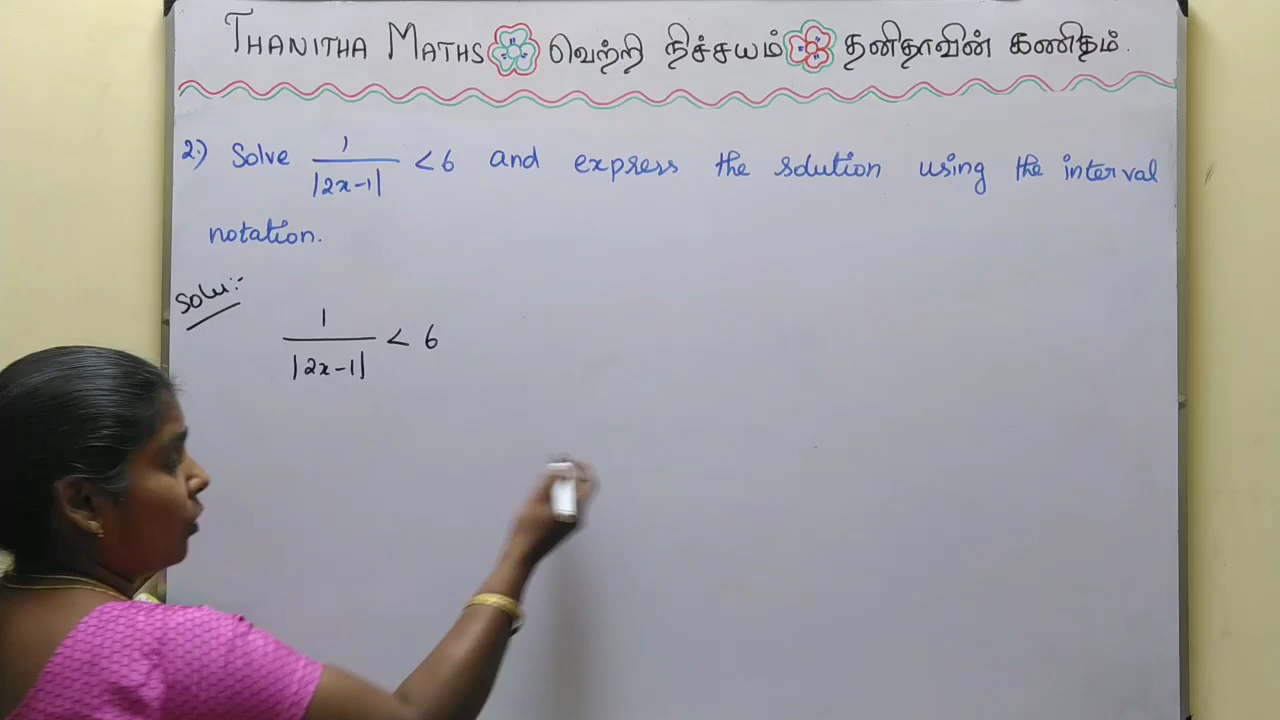 THANITHA MATHS வெற்றி நிச்சயம் தனிதாவின் கணிதம்.
2.) Solve 1/|2x-1| < 6 and express the solution using the interval
notation.
Solu:-
1/|2x-1| < 6